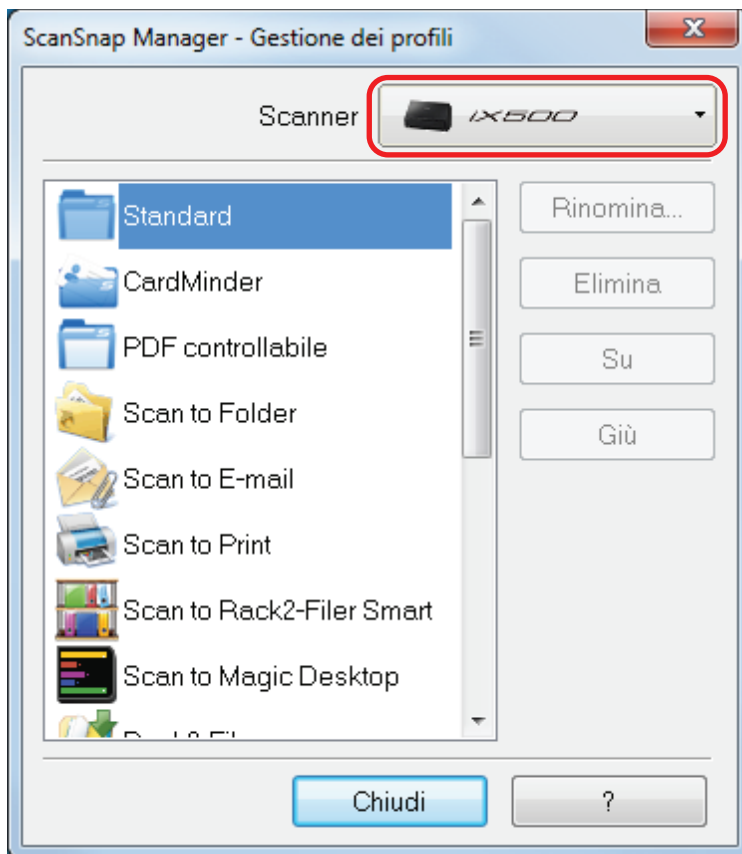 ScanSnap Manager - Gestione dei profili
Scanner iX500
Standard
Rinomina...
CardMinder
Elimina
PDF controllabile
Su
Scan to Folder
Giù
Scan to E-mail
Scan to Print
Scan to Rack2-Filer Smart
Scan to Magic Desktop
Chiudi
?